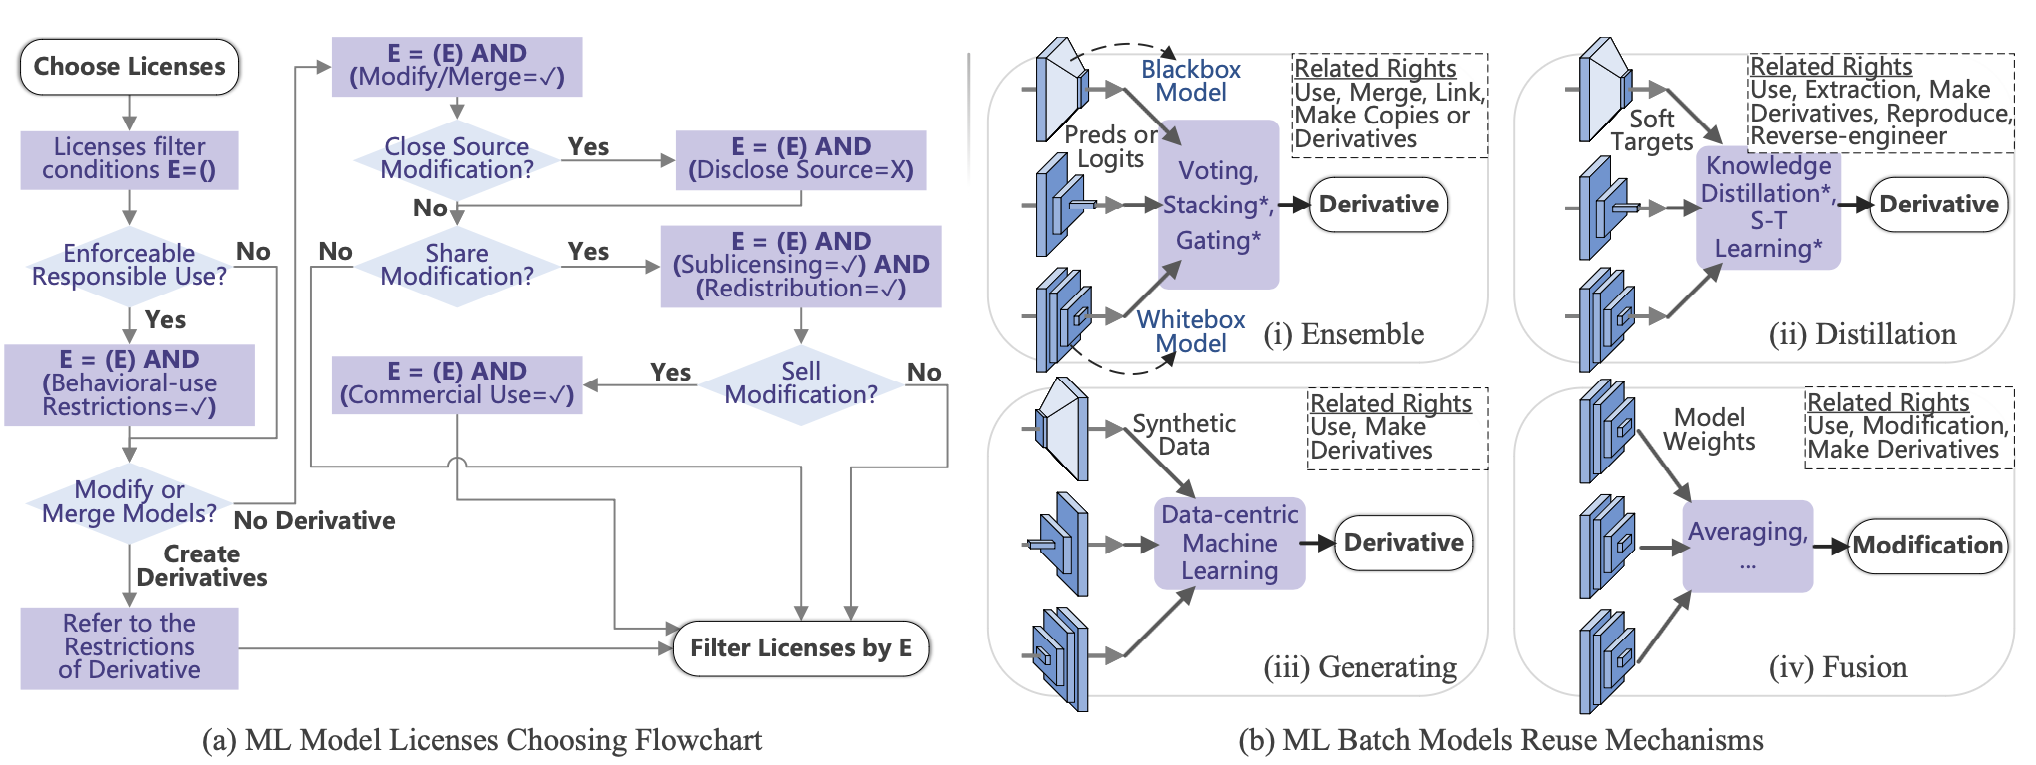 Choose Licenses
Licenses filter
conditions E=()
Enforceable
Responsible Use?
No
Yes
E = (E) AND
(Behavioral-use
Restrictions=✓)
Modify or
Merge Models?
No Derivative
Create
Derivatives
Refer to the
Restrictions
of Derivative
E = (E) AND
(Modify/Merge=✓)
Close Source
Modification?
Yes
E = (E) AND
(Disclose Source=X)
No
No
Share
Modification?
Yes
E = (E) AND
(Sublicensing=✓) AND
(Redistribution=✓)
E = (E) AND
(Commercial Use=✓)
Yes
Sell
Modification?
No
Filter Licenses by E
(a) ML Model Licenses Choosing Flowchart
Blackbox
Model
Related Rights
Use, Merge, Link,
Make Copies or
Derivatives
Preds or
Logits
Voting,
Stacking*,
Gating*
Derivative
Whitebox
Model
(i) Ensemble
Related Rights
Use, Extraction, Make
Derivatives, Reproduce,
Reverse-engineer
Soft
Targets
Knowledge
Distillation*,
S-T
Learning*
Derivative
(ii) Distillation
Synthetic
Data
Related Rights
Use, Make
Derivatives
Data-centric
Machine
Learning
Derivative
(iii) Generating
Model
Weights
Related Rights
Use, Modification,
Make Derivatives
Averaging,
...
Modification
(iv) Fusion
(b) ML Batch Models Reuse Mechanisms